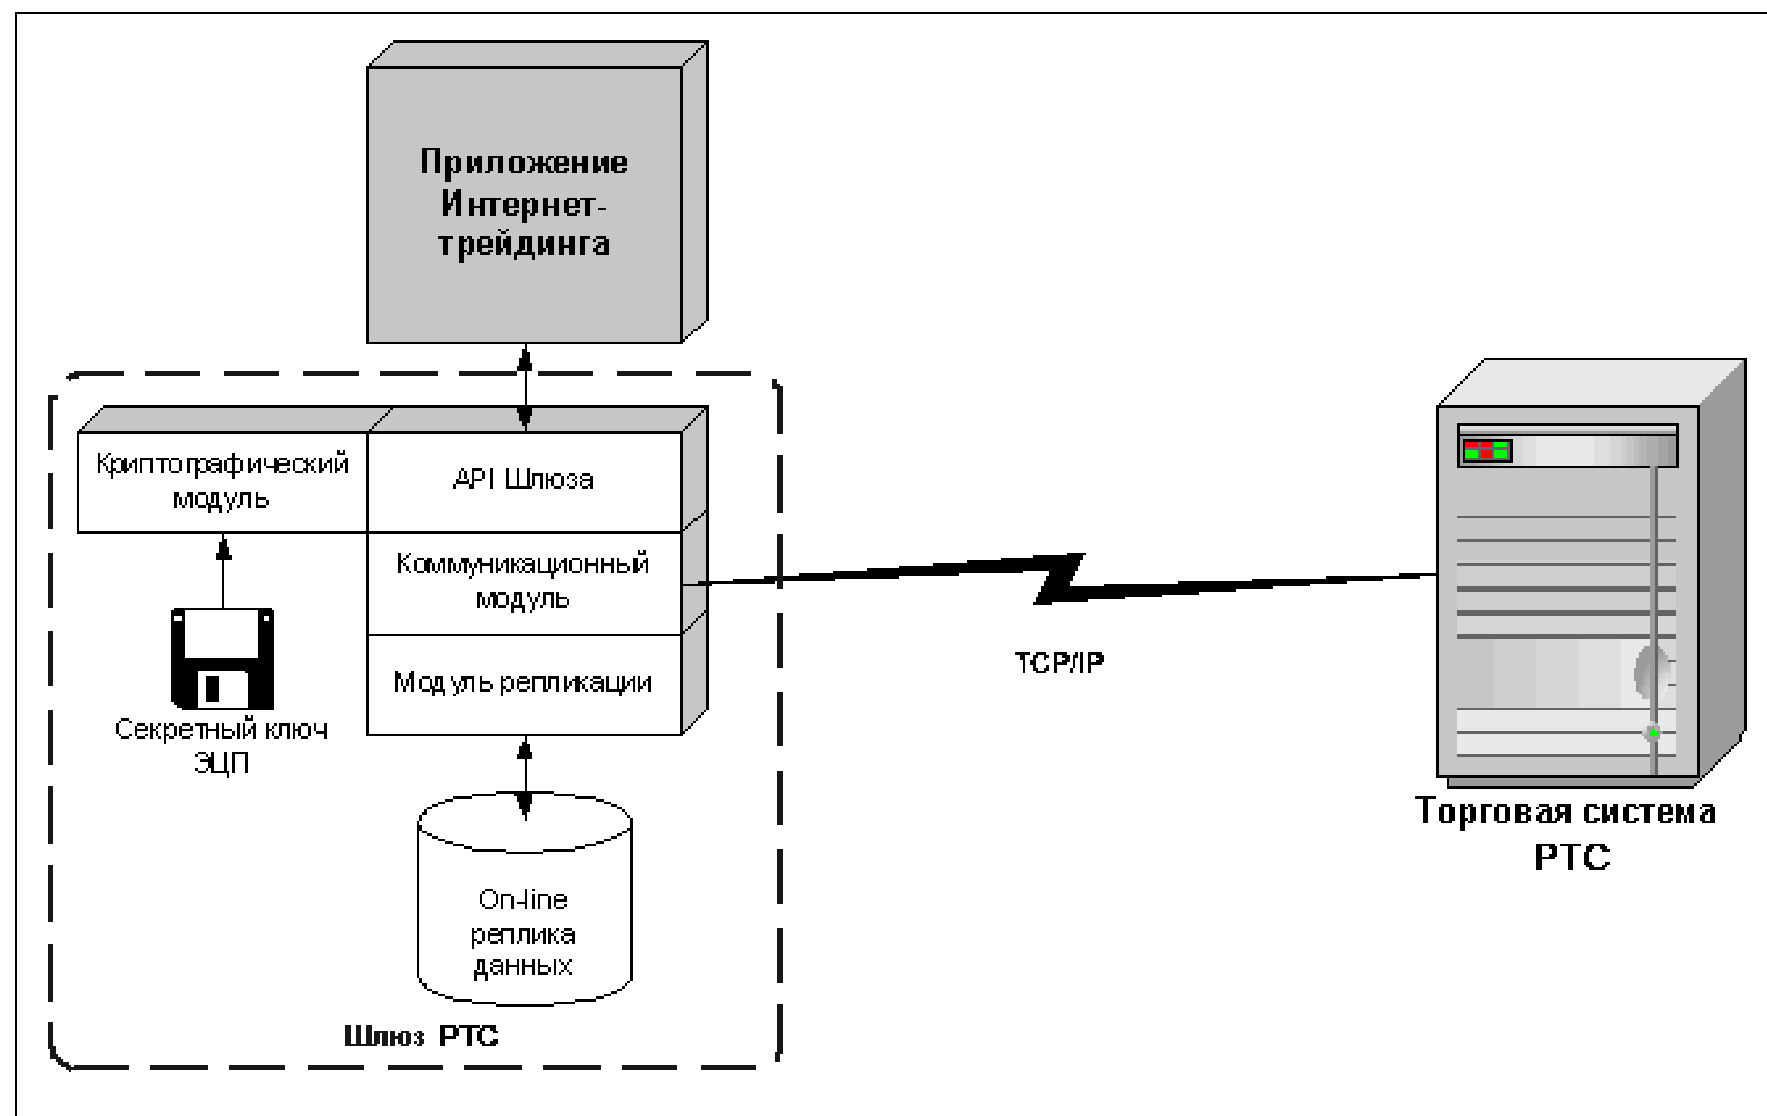 Приложение
Интернет-
трейдинга
Криптографический
модуль
API Шлюза
Коммуникационный
модуль
TCP/IP
Модуль репликации
Секретный ключ
ЭЦП
Торговая система
РТС
On-line
реплика
данных
Шлюз РТС